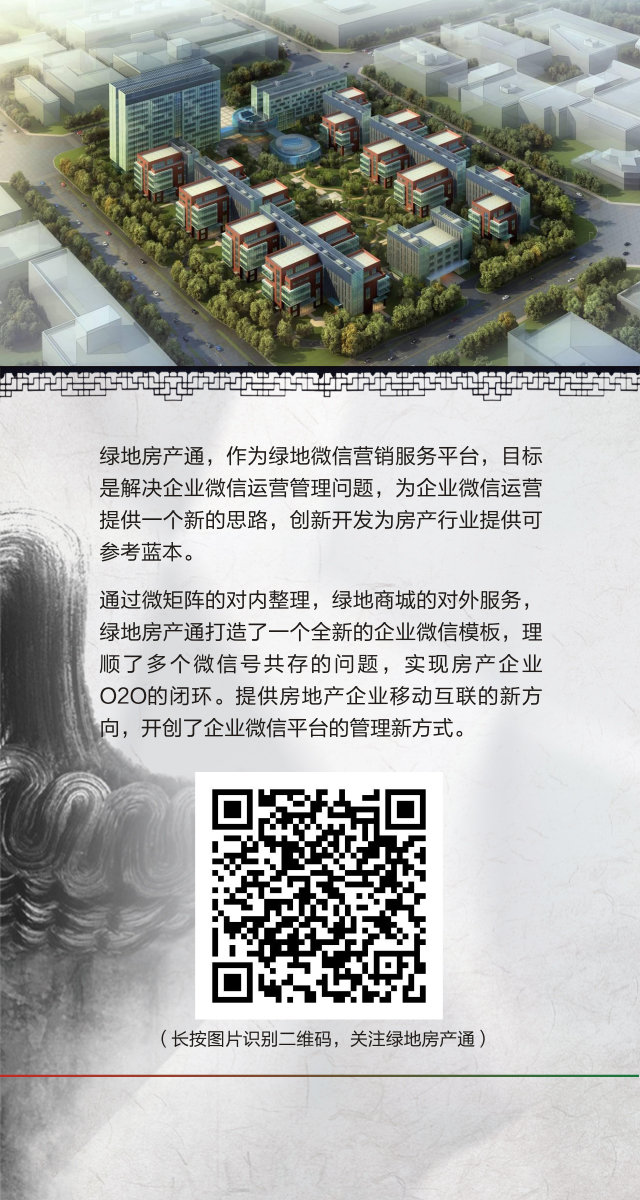 绿地房产通，作为绿地微信营销服务平台，目标
是解决企业微信运营管理问题，为企业微信运营
提供一个新的思路，创新开发为房产行业提供可
参考蓝本。
通过微矩阵的对内整理，绿地商城的对外服务，
绿地房产通打造了一个全新的企业微信模板，理
顺了多个微信号共存的问题，实现房产企业
O2O的闭环。提供房地产企业移动互联的新方
向，开创了企业微信平台的管理新方式。
（长按图片识别二维码，关注绿地房产通）